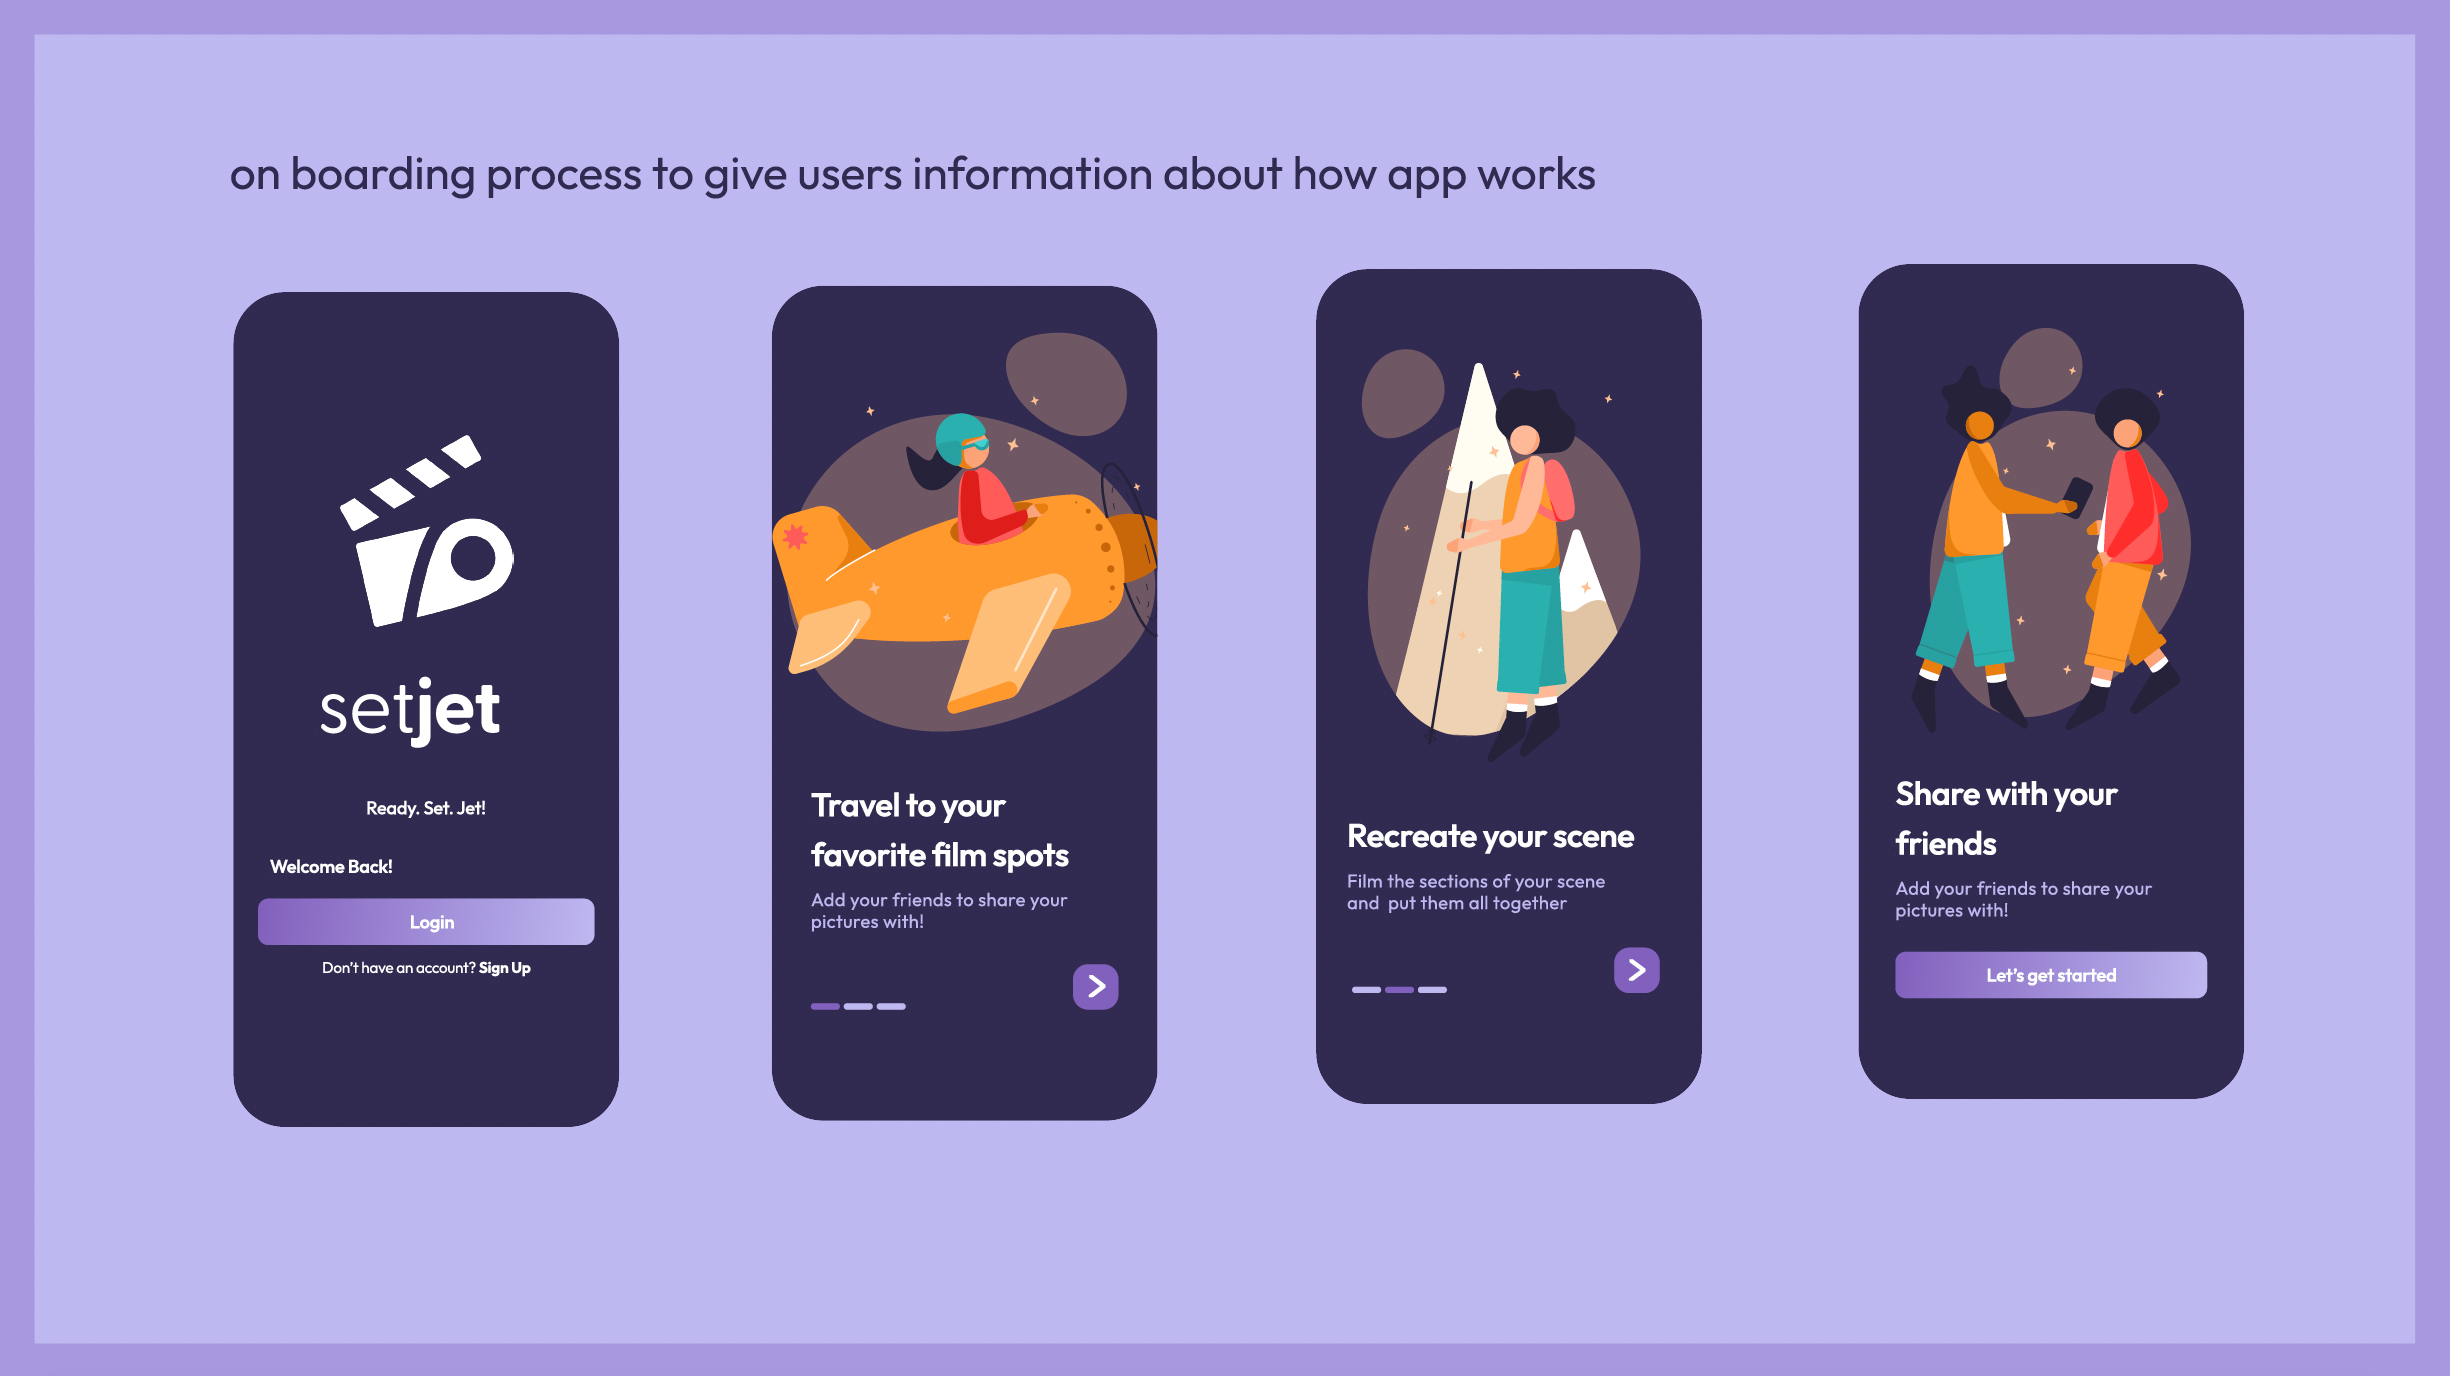 on boarding process to give users information about how app works
setjet
Ready. Set. Jet!
Welcome Back!
Login
Don't have an account? Sign Up
Travel to your
favorite film spots
Add your friends to share your
pictures with!
Recreate your scene
Film the sections of your scene
and  put them all together
Share with your
friends
Add your friends to share your
pictures with!
Let's get started